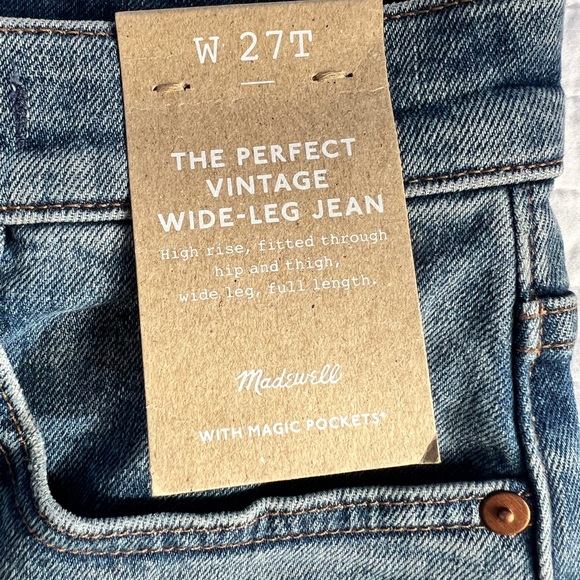 W 27T
THE PERFECT
VINTAGE
WIDE-LEG JEAN
High rise, fitted through
hip and thigh,
wide leg, full length.
Madewell
WITH MAGIC POCKETS®